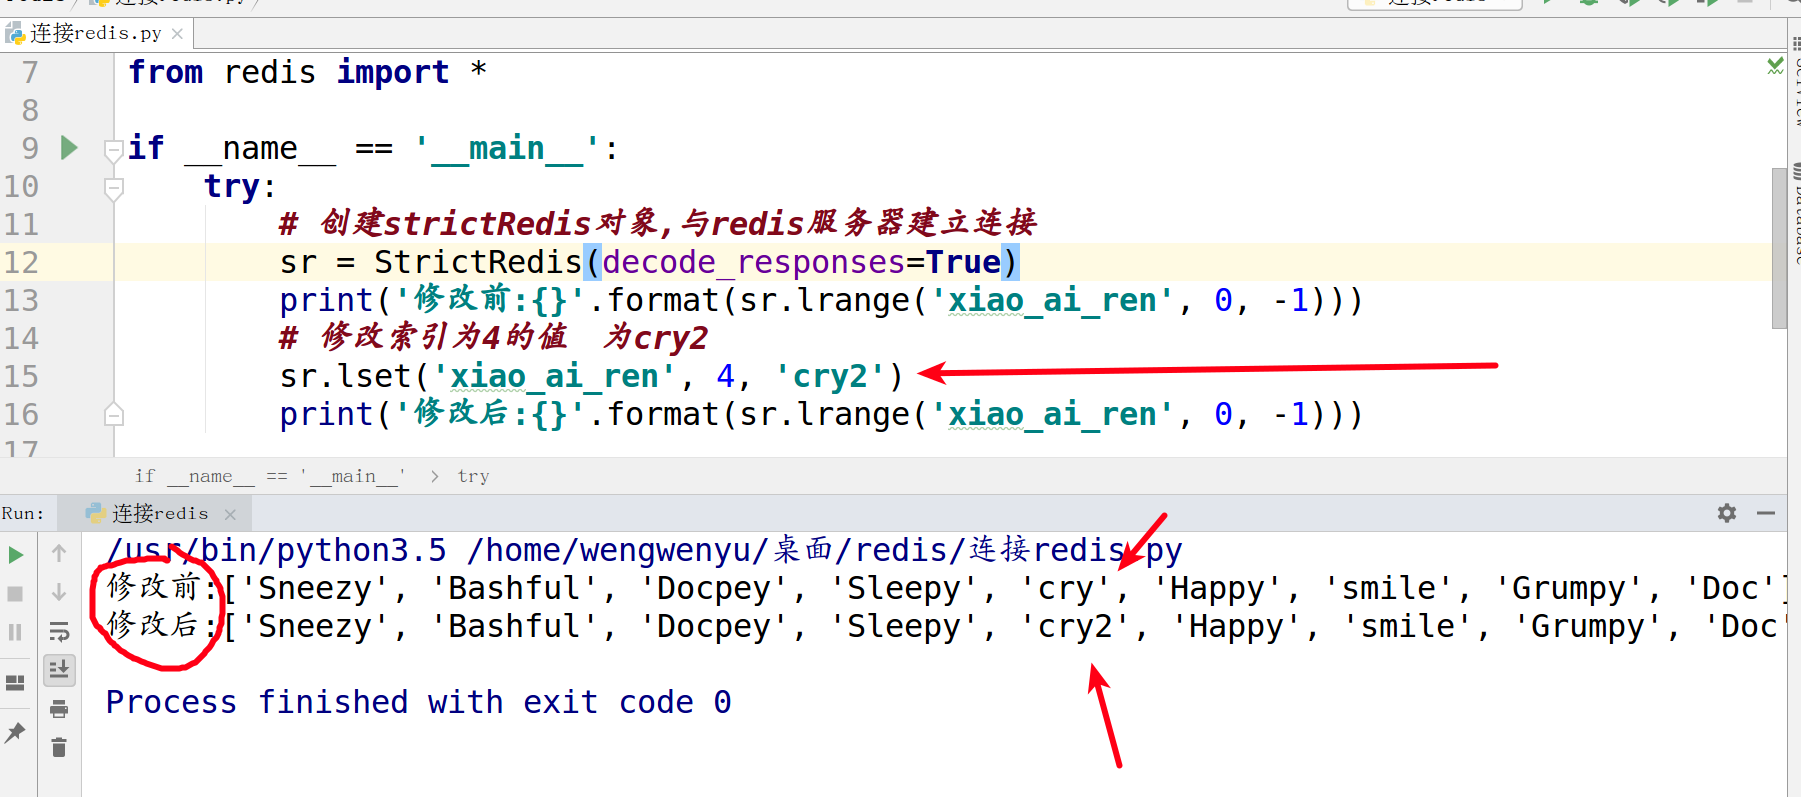 连接redis.py
7 from redis import *
8
9 if __name__ == '__main__':
10 try:
11 # 创建strictRedis对象,与redis服务器建立连接
12 sr = StrictRedis(decode_responses=True)
13 print('修改前:{}'.format(sr.lrange('xiao_ai_ren', 0, -1)))
14 # 修改索引为4的值 为cry2
15 sr.lset('xiao_ai_ren', 4, 'cry2')
16 print('修改后:{}'.format(sr.lrange('xiao_ai_ren', 0, -1)))
17
if __name__ == '__main__' > try
Run: 连接redis
/usr/bin/python3.5 /home/wengwenyu/桌面/redis/连接redis.py
修改前:['Sneezy', 'Bashful', 'Docpey', 'Sleepy', 'cry', 'Happy', 'smile', 'Grumpy', 'Doc']
修改后:['Sneezy', 'Bashful', 'Docpey', 'Sleepy', 'cry2', 'Happy', 'smile', 'Grumpy', 'Doc'
Process finished with exit code 0
Database